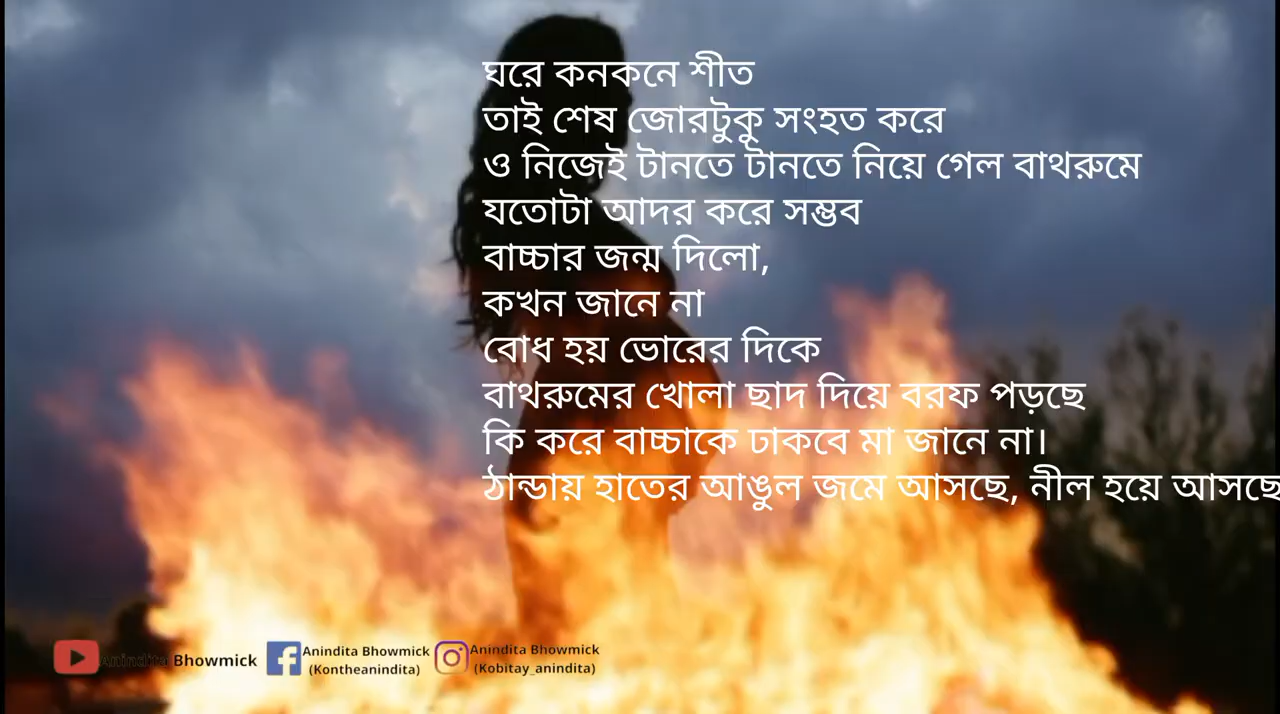 ঘরে কনকনে শীত
তাই শেষ জোরটুকু সংহত করে
ও নিজেই টানতে টানতে নিয়ে গেল বাথরুমে
যতোটা আদর করে সম্ভব
বাচ্চার জন্ম দিলো,
কখন জানে না
বোধ হয় ভোরের দিকে
বাথরুমের খোলা ছাদ দিয়ে বরফ পড়ছে
কি করে বাচ্চাকে ঢাকবে মা জানে না।
ঠান্ডায় হাতের আঙুল জমে আসছে, নীল হয়ে আসছে
Anindita Bhowmick
Anindita Bhowmick
(Kontheanindita)
Anindita Bhowmick
(Kobitay_anindita)